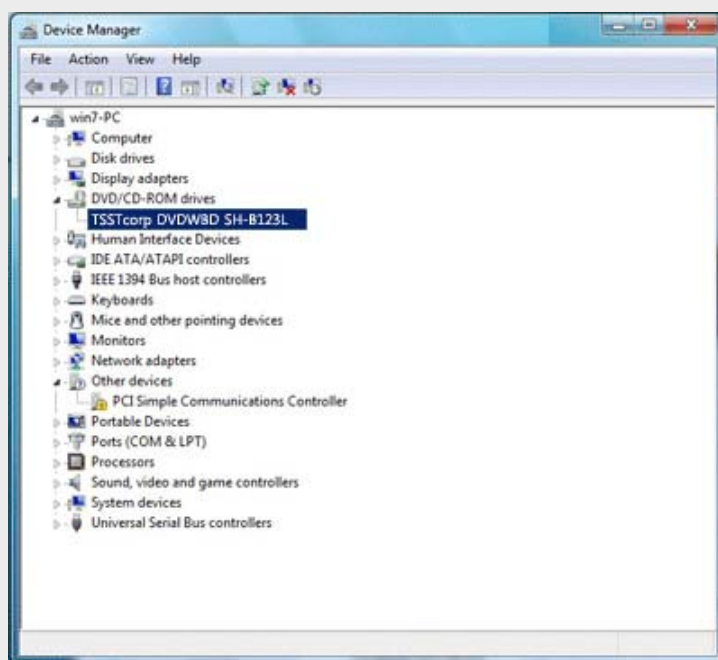 Device Manager
File Action View Help
win7-PC
Computer
Disk drives
Display adapters
DVD/CD-ROM drives
TSSTcorp DVDWBD SH-B123L
Human Interface Devices
IDE ATA/ATAPI controllers
IEEE 1394 Bus host controllers
Keyboards
Mice and other pointing devices
Monitors
Network adapters
Other devices
PCI Simple Communications Controller
Portable Devices
Ports (COM & LPT)
Processors
Sound, video and game controllers
System devices
Universal Serial Bus controllers